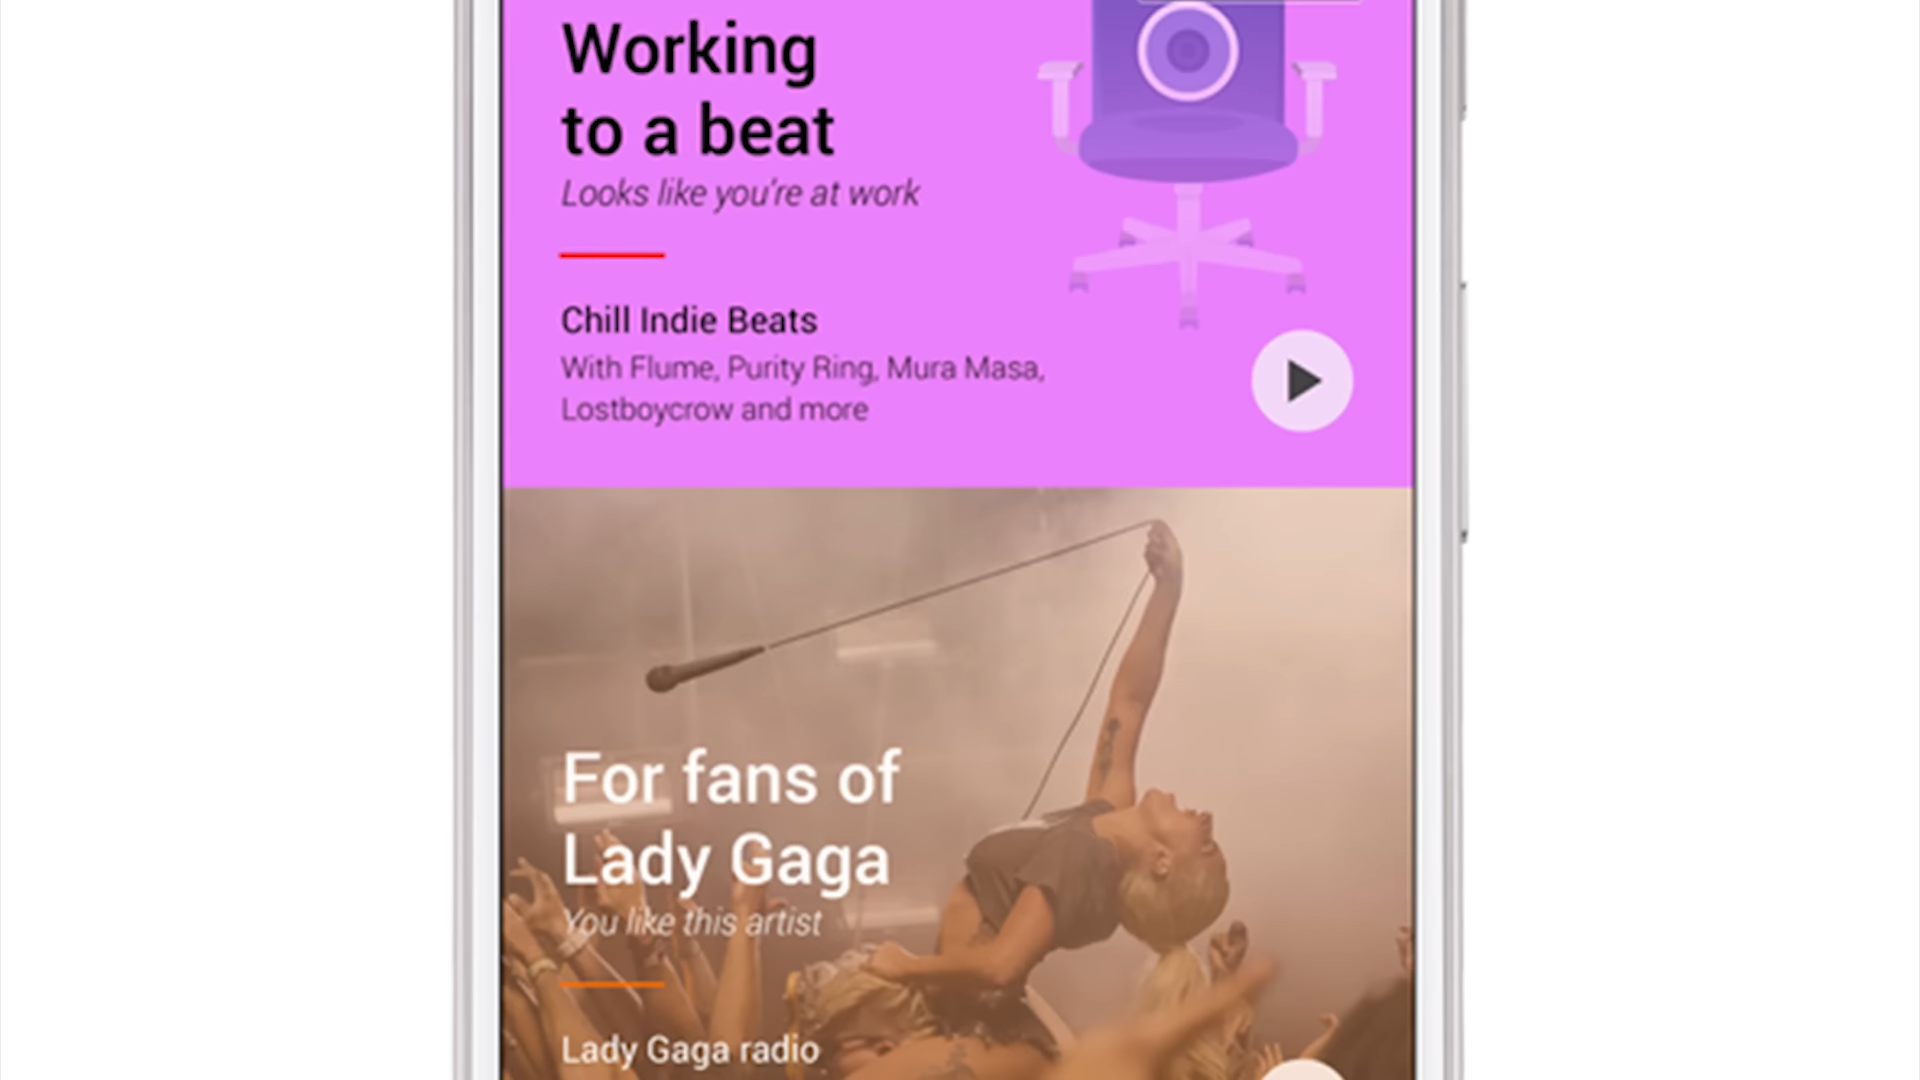 Working
to a beat
Looks like you're at work
Chill Indie Beats
With Flume, Purity Ring, Mura Masa,
Lostboycrow and more
For fans of
Lady Gaga
You like this artist
Lady Gaga radio